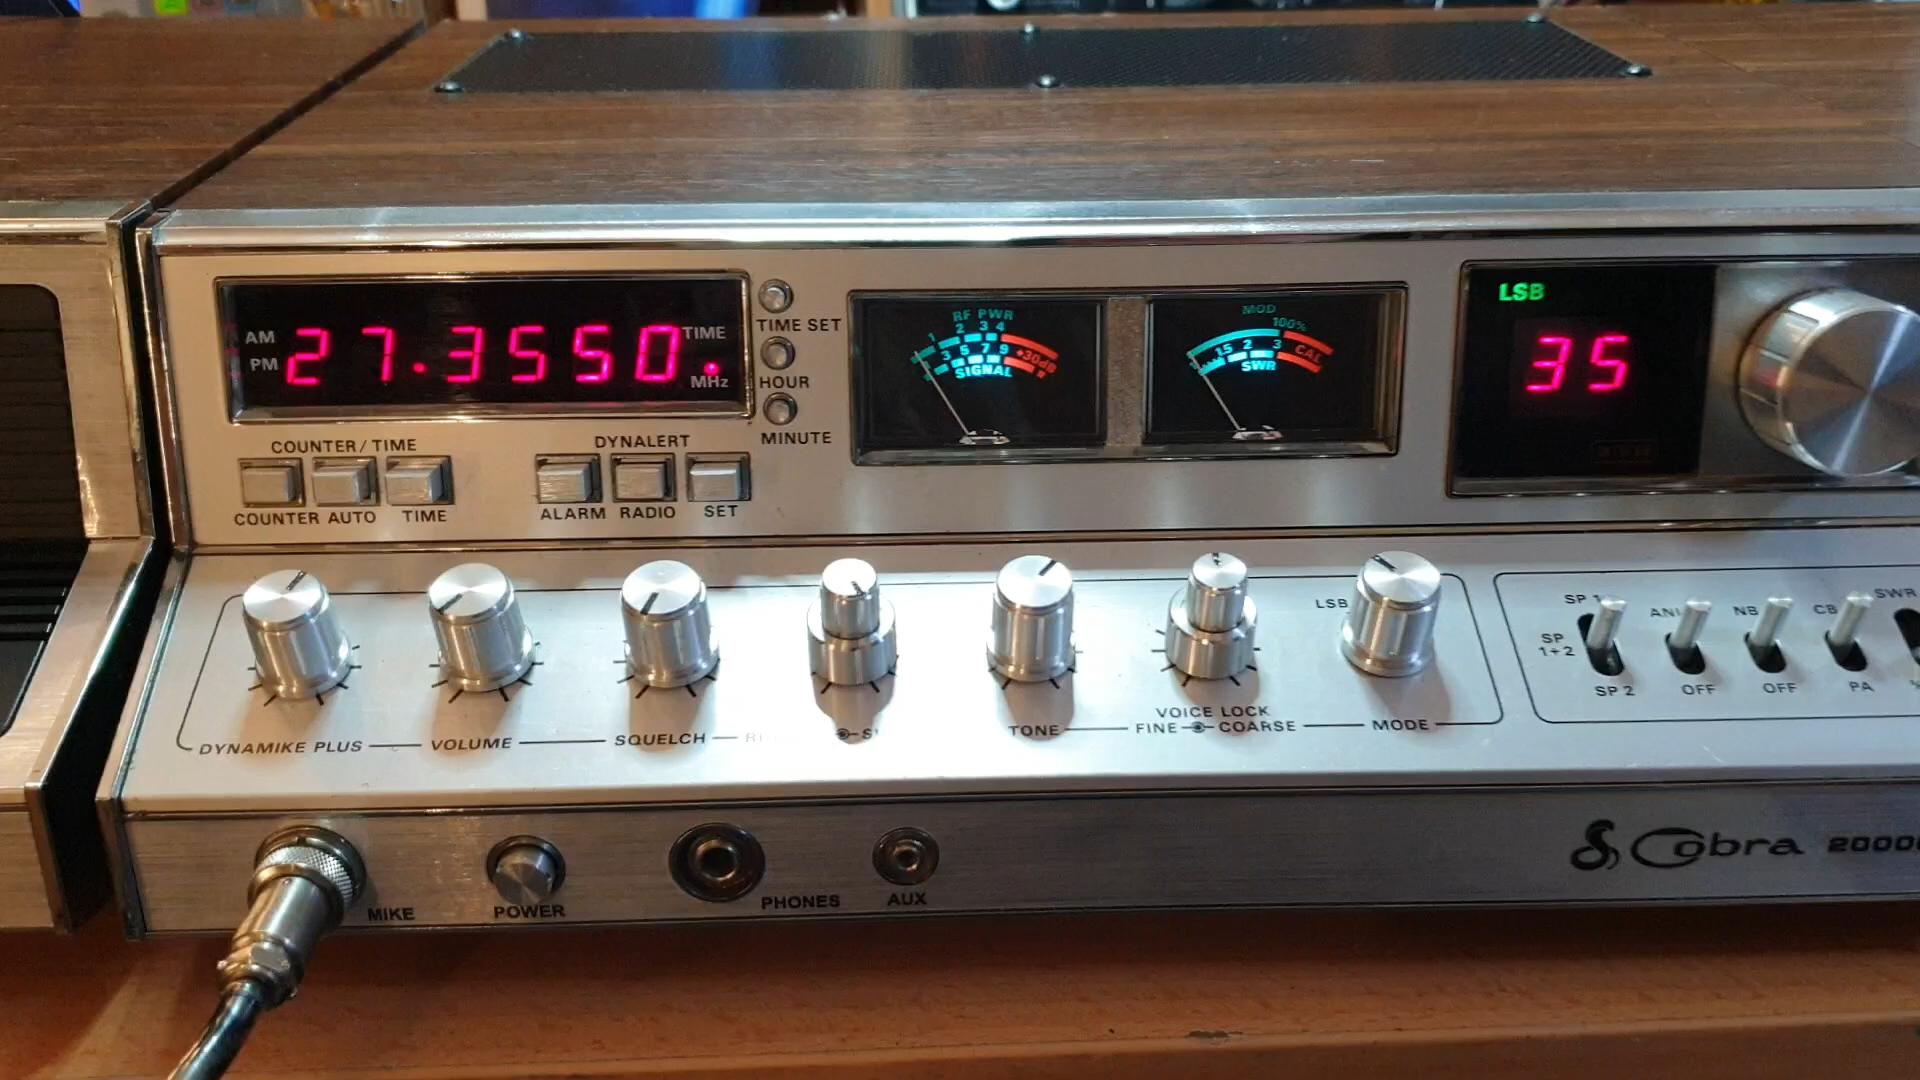 AM
PM
27.3550.
TIME
MHz
TIME SET
HOUR
MINUTE
RF PWR
1 2 3 4
3 5 7 9 +30dB
SIGNAL
MOD
100%
1.5 2 3 CAL
SWR
LSB
35
COUNTER/TIME
COUNTER AUTO TIME
DYNALERT
ALARM RADIO SET
LSB
SP 1
SP 1+2
SP 2
ANL
OFF
NB
OFF
CB
PA
SWR
DYNAMIKE PLUS
VOLUME
SQUELCH
TONE
VOICE LOCK
FINE COARSE
MODE
MIKE
POWER
PHONES
AUX
Cobra 2000